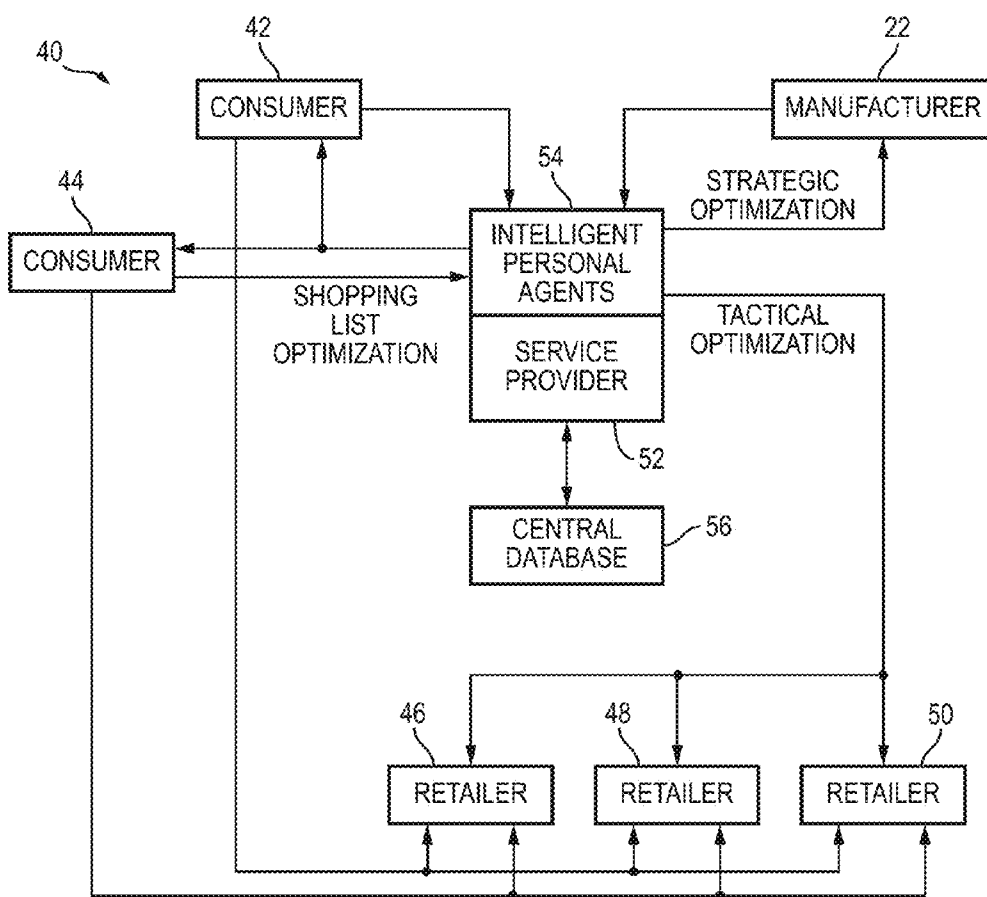 40
42
CONSUMER
22
MANUFACTURER
44
CONSUMER
54
INTELLIGENT
PERSONAL
AGENTS
STRATEGIC
OPTIMIZATION
SHOPPING
LIST
OPTIMIZATION
TACTICAL
OPTIMIZATION
SERVICE
PROVIDER
52
CENTRAL
DATABASE
56
46
RETAILER
48
RETAILER
50
RETAILER